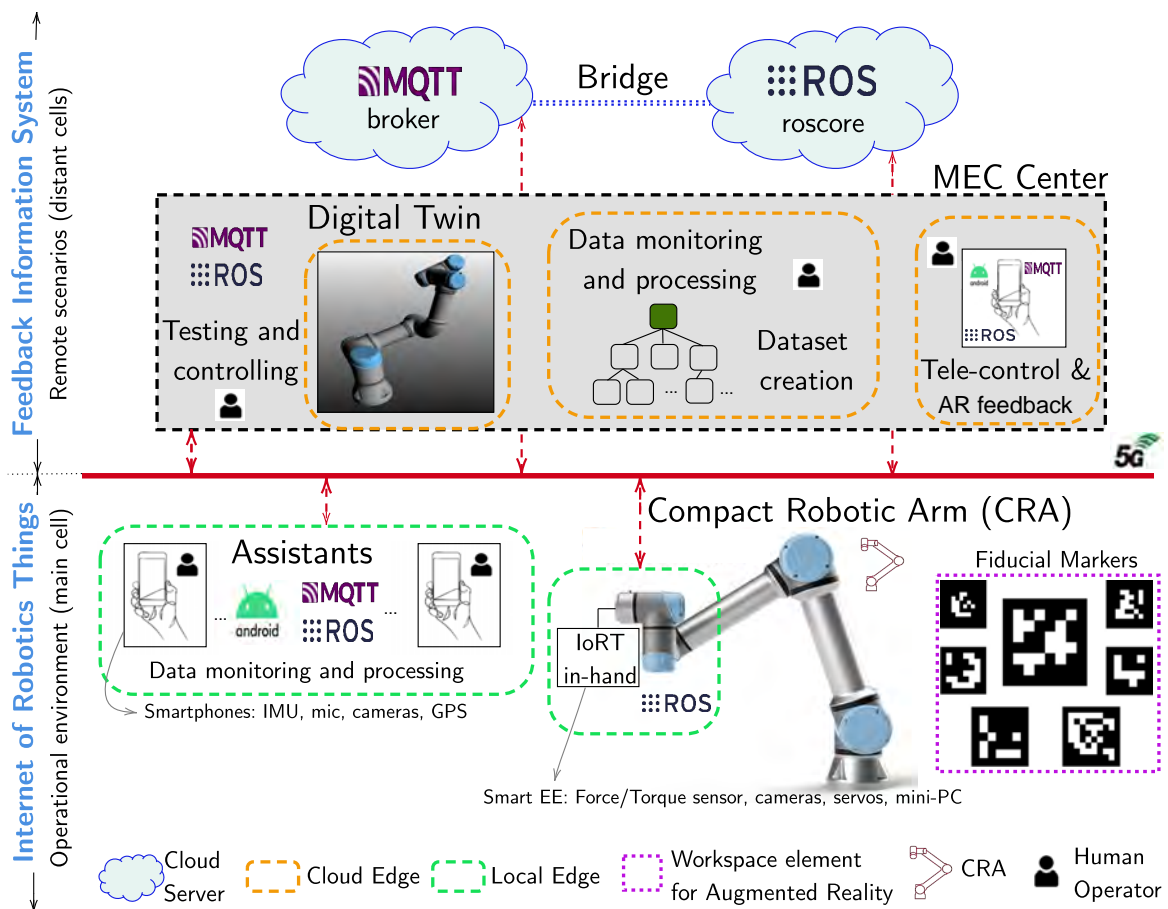 Feedback Information System
Remote scenarios (distant cells)
MQTT
broker
Bridge
ROS
roscore
MEC Center
MQTT
ROS
Testing and
controlling
Digital Twin
Data monitoring
and processing
Dataset
creation
...
...
android
MQTT
ROS
Tele-control &
AR feedback
5G
Internet of Robotics Things
Operational environment (main cell)
Assistants
...
android
MQTT
ROS
...
Data monitoring and processing
Smartphones: IMU, mic, cameras, GPS
Compact Robotic Arm (CRA)
IoRT
in-hand
ROS
Smart EE: Force/Torque sensor, cameras, servos, mini-PC
Fiducial Markers
Cloud
Server
Cloud Edge
Local Edge
Workspace element
for Augmented Reality
CRA
Human
Operator